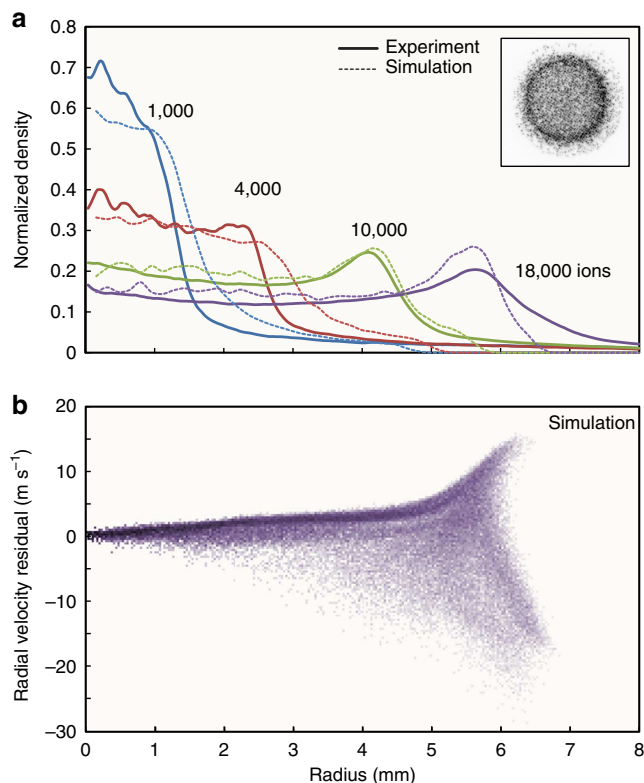 a
0.8
0.7
0.6
0.5
0.4
0.3
0.2
0.1
0
Normalized density
Experiment
Simulation
1,000
4,000
10,000
18,000 ions
b
20
10
0
–10
–20
–30
Radial velocity residual (m s⁻¹)
Simulation
0 1 2 3 4 5 6 7 8
Radius (mm)